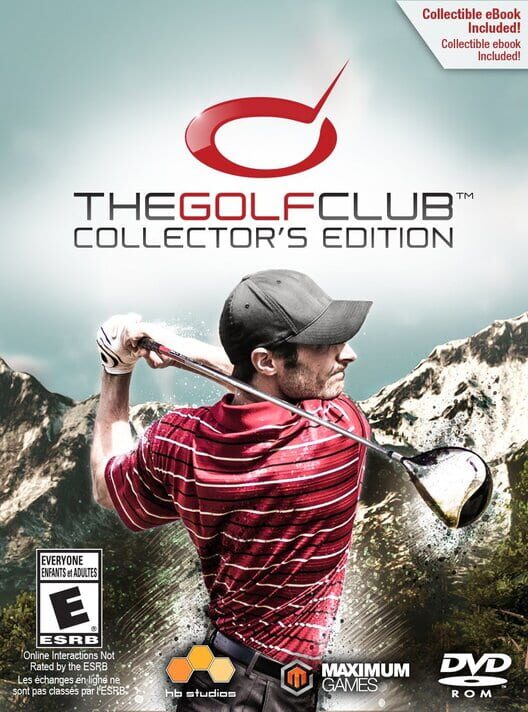 Collectible eBook
Included!
Collectible ebook
Included!
THEGOLFCLUB™
COLLECTOR'S EDITION
EVERYONE
ENFANTS et ADULTES
E
ESRB
Online Interactions Not
Rated by the ESRB
Les échanges en ligne ne
sont pas classés par l'ESRB
hb studios
MAXIMUM
GAMES
DVD
ROM